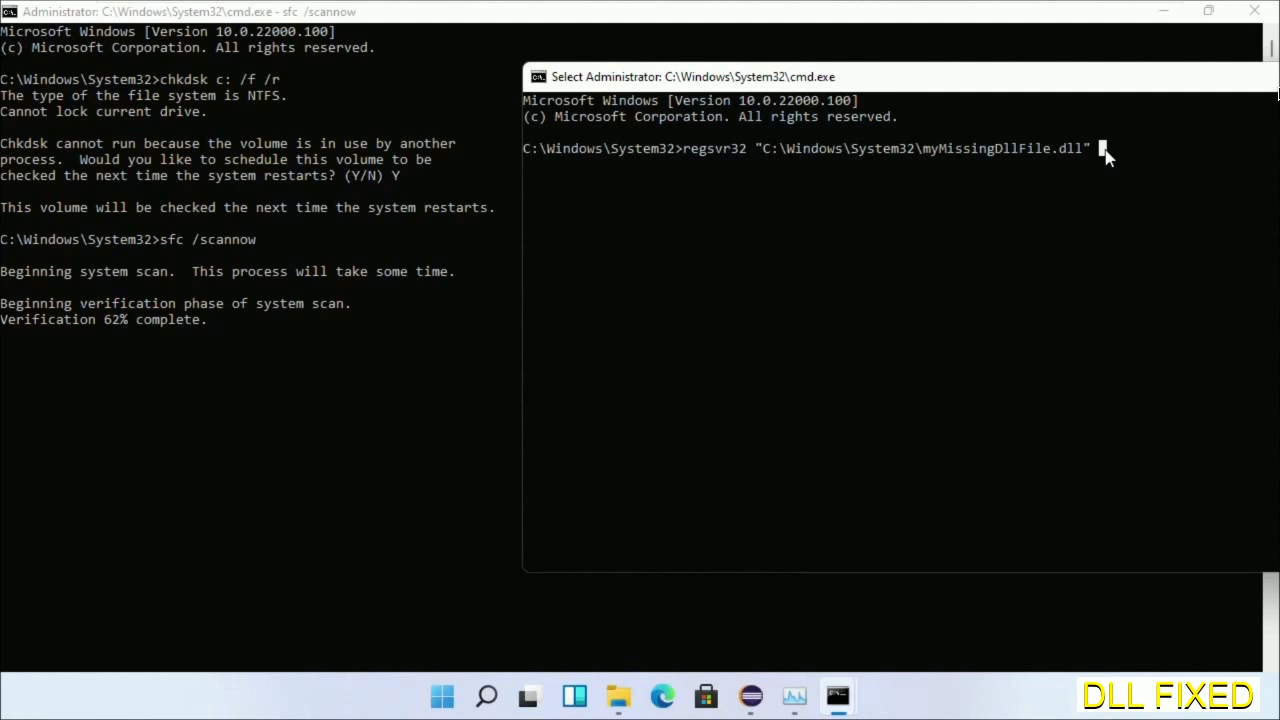 Administrator: C:\Windows\System32\cmd.exe - sfc /scannow
Microsoft Windows [Version 10.0.22000.100]
(c) Microsoft Corporation. All rights reserved.
C:\Windows\System32>chkdsk c: /f /r
The type of the file system is NTFS.
Cannot lock current drive.
Chkdsk cannot run because the volume is in use by another
process.  Would you like to schedule this volume to be
checked the next time the system restarts? (Y/N) Y
This volume will be checked the next time the system restarts.
C:\Windows\System32>sfc /scannow
Beginning system scan.  This process will take some time.
Beginning verification phase of system scan.
Verification 62% complete.
Select Administrator: C:\Windows\System32\cmd.exe
Microsoft Windows [Version 10.0.22000.100]
(c) Microsoft Corporation. All rights reserved.
C:\Windows\System32>regsvr32 "C:\Windows\System32\myMissingDllFile.dll"
DLL FIXED